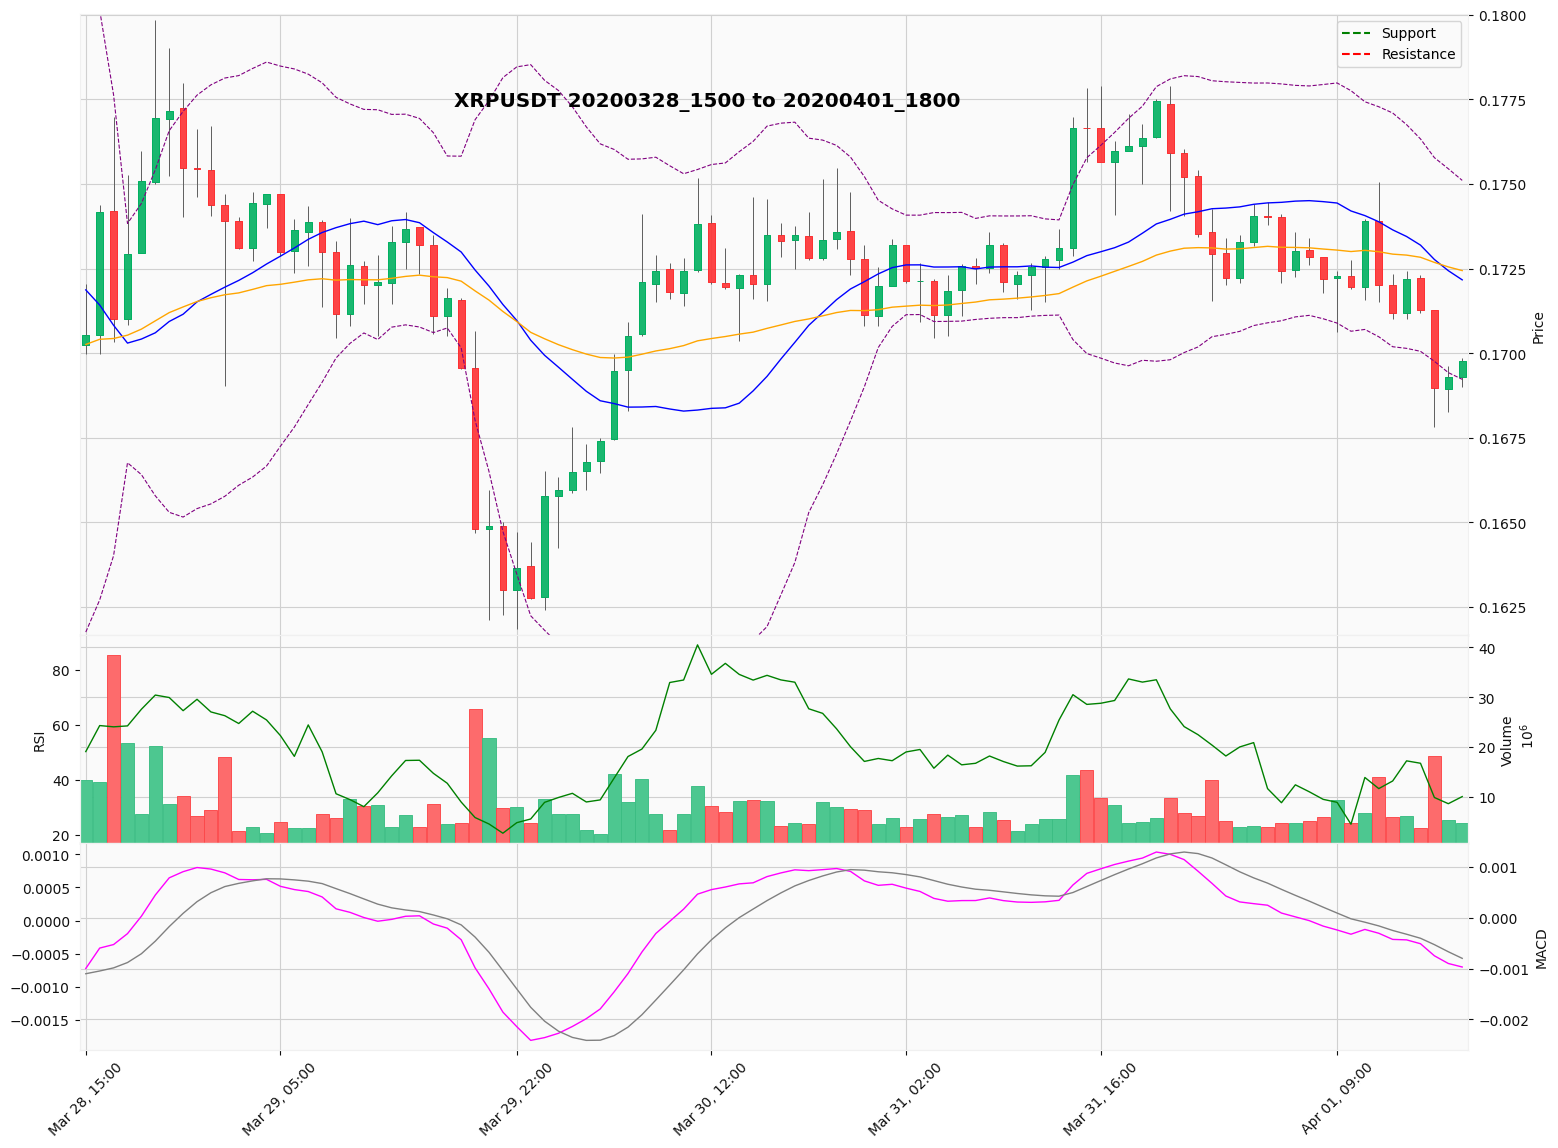 XRPUSDT 20200328_1500 to 20200401_1800
Support
Resistance
0.1800
0.1775
0.1750
0.1725
0.1700
0.1675
0.1650
0.1625
Price
80
60
40
20
RSI
40
30
20
10
Volume
10⁶
0.0010
0.0005
0.0000
−0.0005
−0.0010
−0.0015
0.001
0.000
−0.001
−0.002
MACD
Mar 28, 15:00
Mar 29, 05:00
Mar 29, 22:00
Mar 30, 12:00
Mar 31, 02:00
Mar 31, 16:00
Apr 01, 09:00